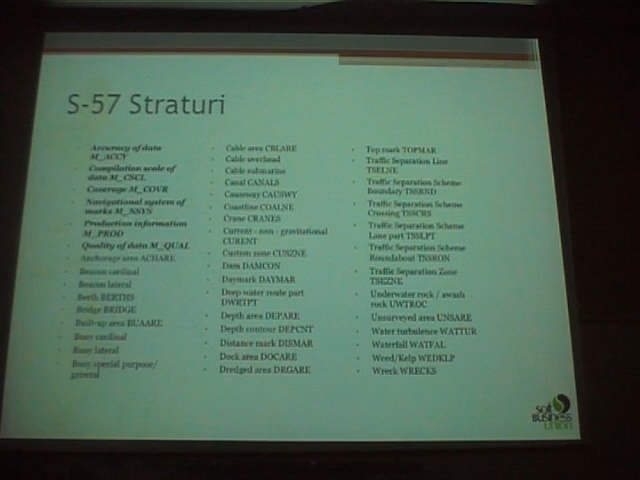 S-57 Straturi
Accuracy of data
M_ACCY
Compilation scale of
data M_CSCL
Coverage M_COVR
Navigational system of
marks M_NSYS
Production information
M_PROD
Quality of data M_QUAL
Anchorage area ACHARE
Beacon cardinal
Beacon lateral
Berth BERTHS
Bridge BRIDGE
Built-up area BUAARE
Buoy cardinal
Buoy lateral
Buoy special purpose/
general
Cable area CBLARE
Cable overhead
Cable submarine
Canal CANALS
Causeway CAUSWY
Coastline COALNE
Crane CRANES
Current - non - gravitational
CURENT
Custom zone CUSZNE
Dam DAMCON
Daymark DAYMAR
Deep water route part
DWRTPT
Depth area DEPARE
Depth contour DEPCNT
Distance mark DISMAR
Dock area DOCARE
Dredged area DRGARE
Top mark TOPMAR
Traffic Separation Line
TSELNE
Traffic Separation Scheme
Boundary TSSBND
Traffic Separation Scheme
Crossing TSSCRS
Traffic Separation Scheme
Lane part TSSLPT
Traffic Separation Scheme
Roundabout TSSRON
Traffic Separation Zone
TSEZNE
Underwater rock / awash
rock UWTROC
Unsurveyed area UNSARE
Water turbulence WATTUR
Waterfall WATFAL
Weed/Kelp WEDKLP
Wreck WRECKS
soft
BUSiNESS
UNION